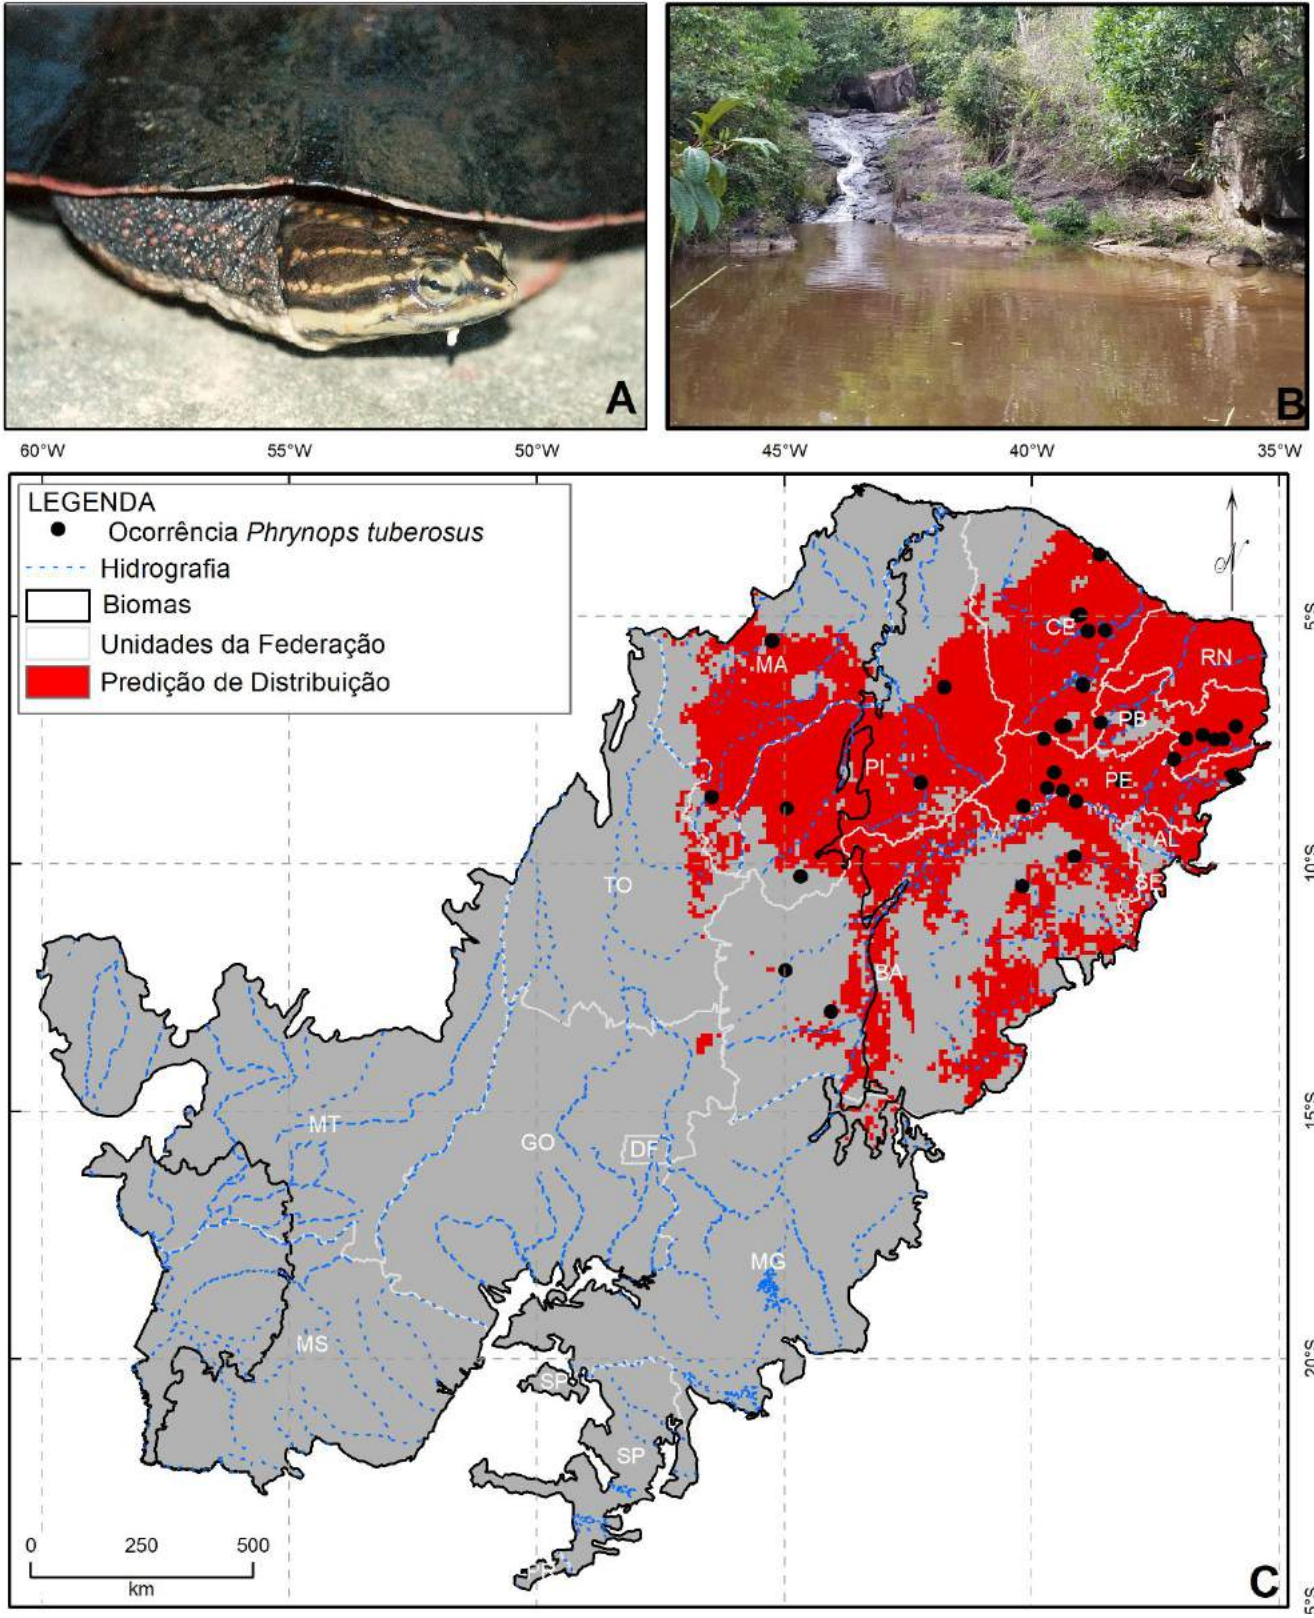 A
B
60°W 55°W 50°W 45°W 40°W 35°W
LEGENDA
Ocorrência Phrynops tuberosus
Hidrografia
Biomas
Unidades da Federação
Predição de Distribuição
N
5°S
CE
RN
MA
PB
PI
PE
AL
10°S
TO
SE
BA
15°S
MT
GO
DF
MG
MS
20°S
SP
SP
PR
0 250 500
km
C
5°S